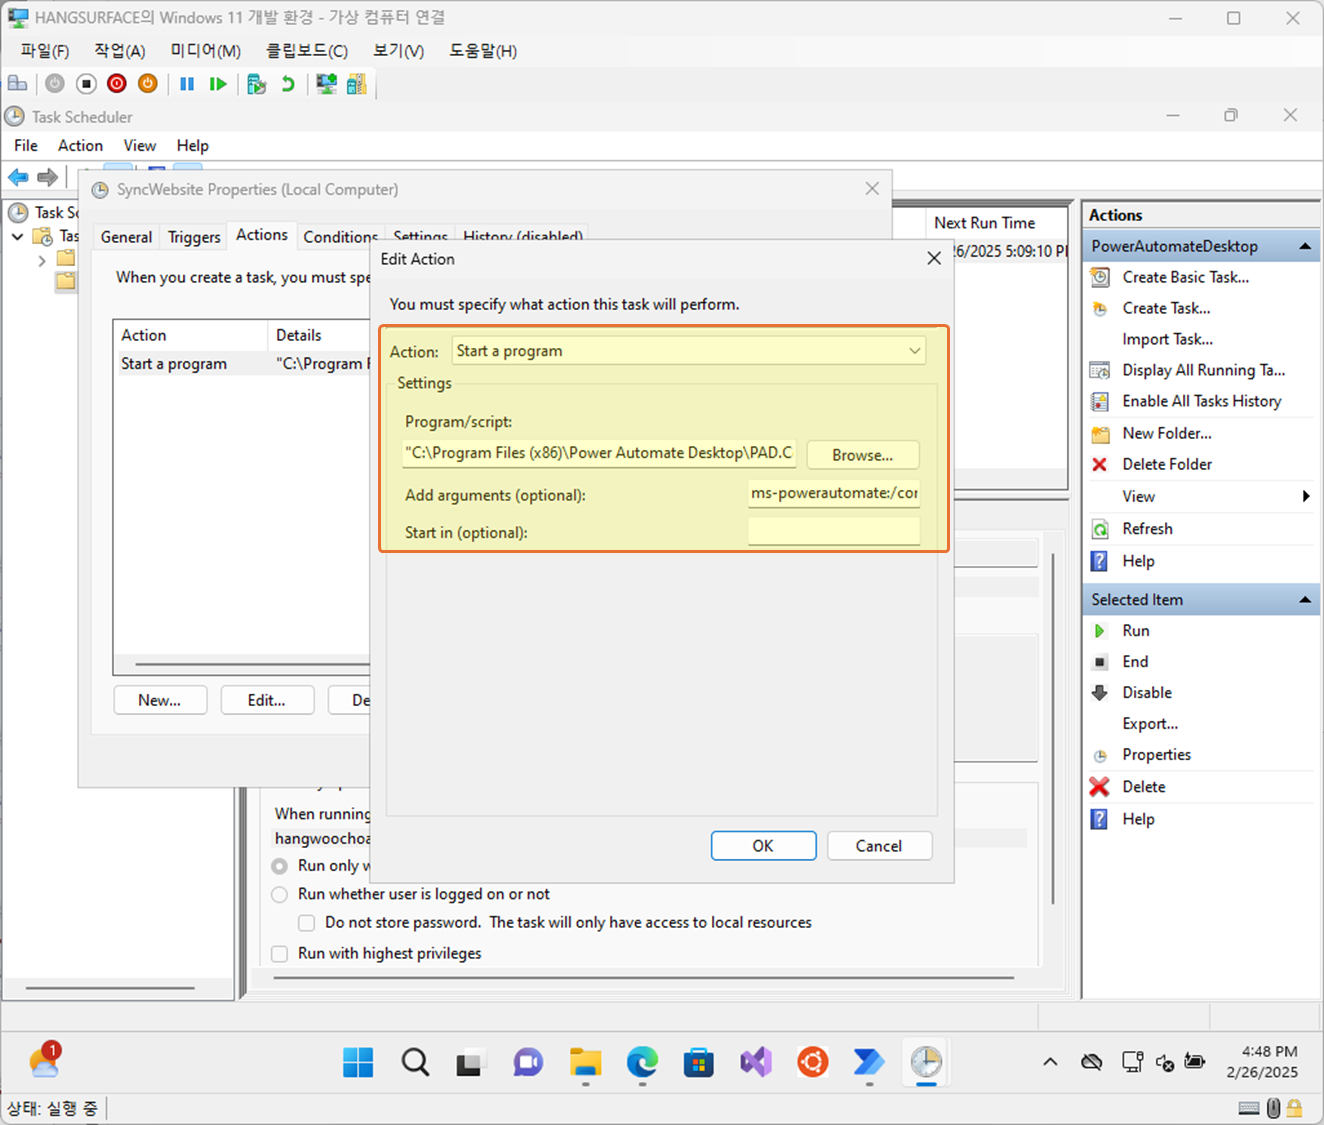 HANGSURFACE의 Windows 11 개발 환경 - 가상 컴퓨터 연결
파일(F) 작업(A) 미디어(M) 클립보드(C) 보기(V) 도움말(H)
Task Scheduler
File Action View Help
SyncWebsite Properties (Local Computer)
General Triggers Actions Conditions Settings History (disabled)
When you create a task, you must spe
Action Details
Start a program "C:\Program F
New... Edit... De
Task Sc
Tas
Edit Action
You must specify what action this task will perform.
Action: Start a program
Settings
Program/script:
"C:\Program Files (x86)\Power Automate Desktop\PAD.C Browse...
Add arguments (optional): ms-powerautomate:/con
Start in (optional):
OK Cancel
Next Run Time
26/2025 5:09:10 P
When running
hangwoochoa
Run only w
Run whether user is logged on or not
Do not store password. The task will only have access to local resources
Run with highest privileges
Actions
PowerAutomateDesktop
Create Basic Task...
Create Task...
Import Task...
Display All Running Ta...
Enable All Tasks History
New Folder...
Delete Folder
View
Refresh
Help
Selected Item
Run
End
Disable
Export...
Properties
Delete
Help
1
4:48 PM
2/26/2025
상태: 실행 중